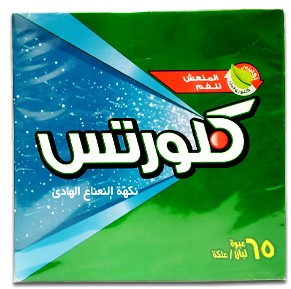 المنعش
للفم
كلورتس
نكهة النعناع الهادئ
٦٥ عبوة
لبان / علكة